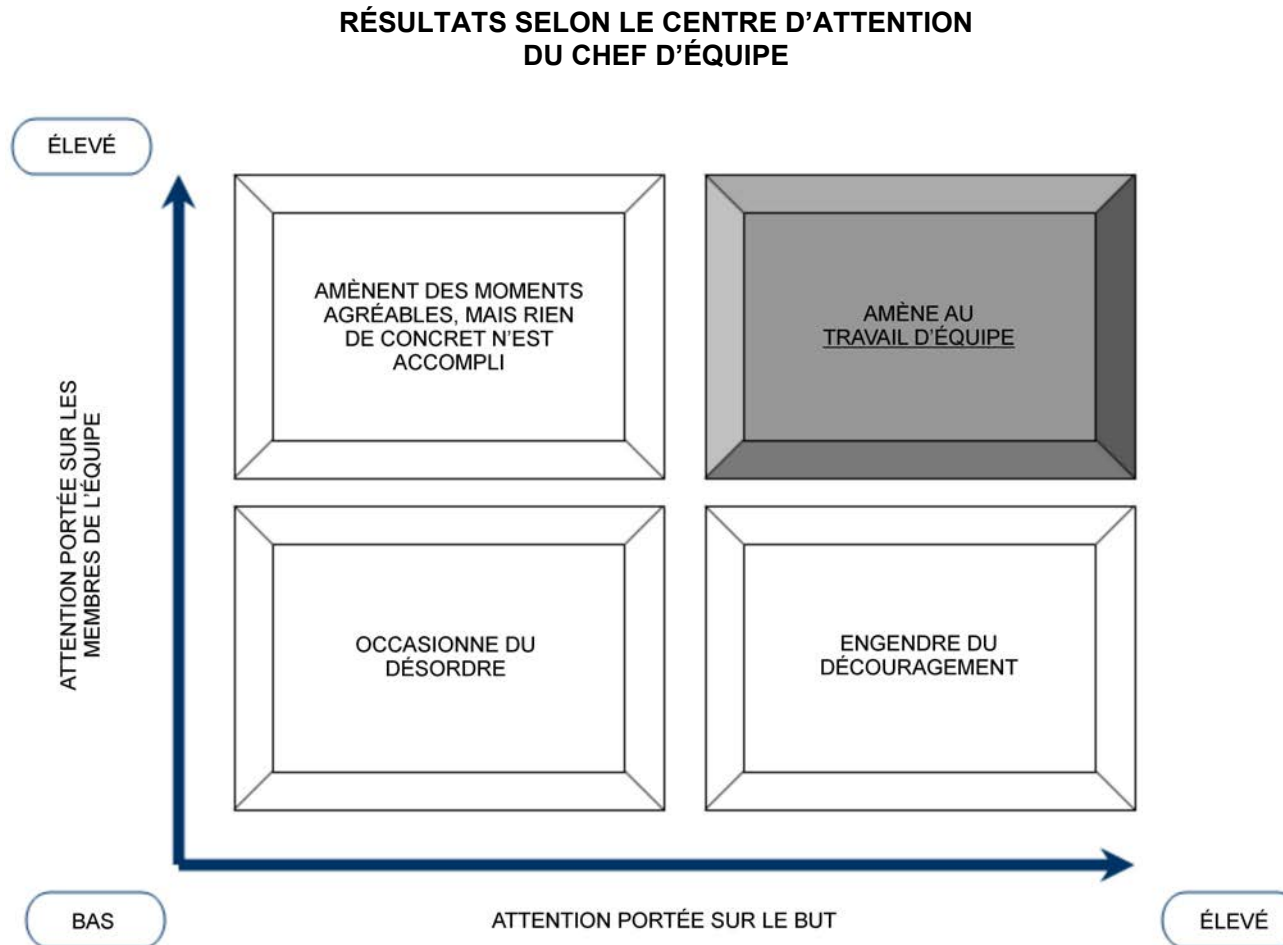 RÉSULTATS SELON LE CENTRE D’ATTENTION
DU CHEF D’ÉQUIPE
ÉLEVÉ
AMÈNENT DES MOMENTS
AGRÉABLES, MAIS RIEN
DE CONCRET N’EST
ACCOMPLI
AMÈNE AU
TRAVAIL D’ÉQUIPE
ATTENTION PORTÉE SUR LES
MEMBRES DE L’ÉQUIPE
OCCASIONNE DU
DÉSORDRE
ENGENDRE DU
DÉCOURAGEMENT
BAS
ATTENTION PORTÉE SUR LE BUT
ÉLEVÉ